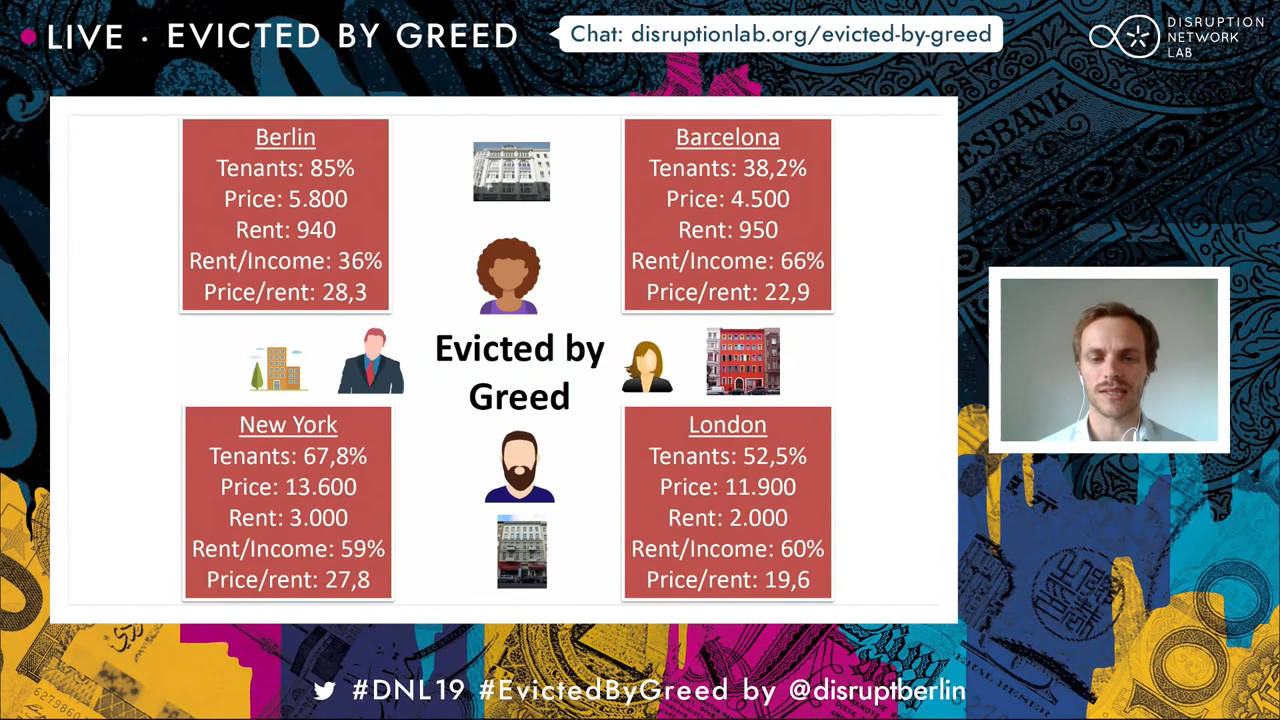 LIVE · EVICTED BY GREED
Chat: disruptionlab.org/evicted-by-greed
DISRUPTION
NETWORK
LAB
Berlin
Tenants: 85%
Price: 5.800
Rent: 940
Rent/Income: 36%
Price/rent: 28,3
Barcelona
Tenants: 38,2%
Price: 4.500
Rent: 950
Rent/Income: 66%
Price/rent: 22,9
Evicted by
Greed
New York
Tenants: 67,8%
Price: 13.600
Rent: 3.000
Rent/Income: 59%
Price/rent: 27,8
London
Tenants: 52,5%
Price: 11.900
Rent: 2.000
Rent/Income: 60%
Price/rent: 19,6
ESBANK
#DNL19 #EvictedByGreed by @disruptberlin